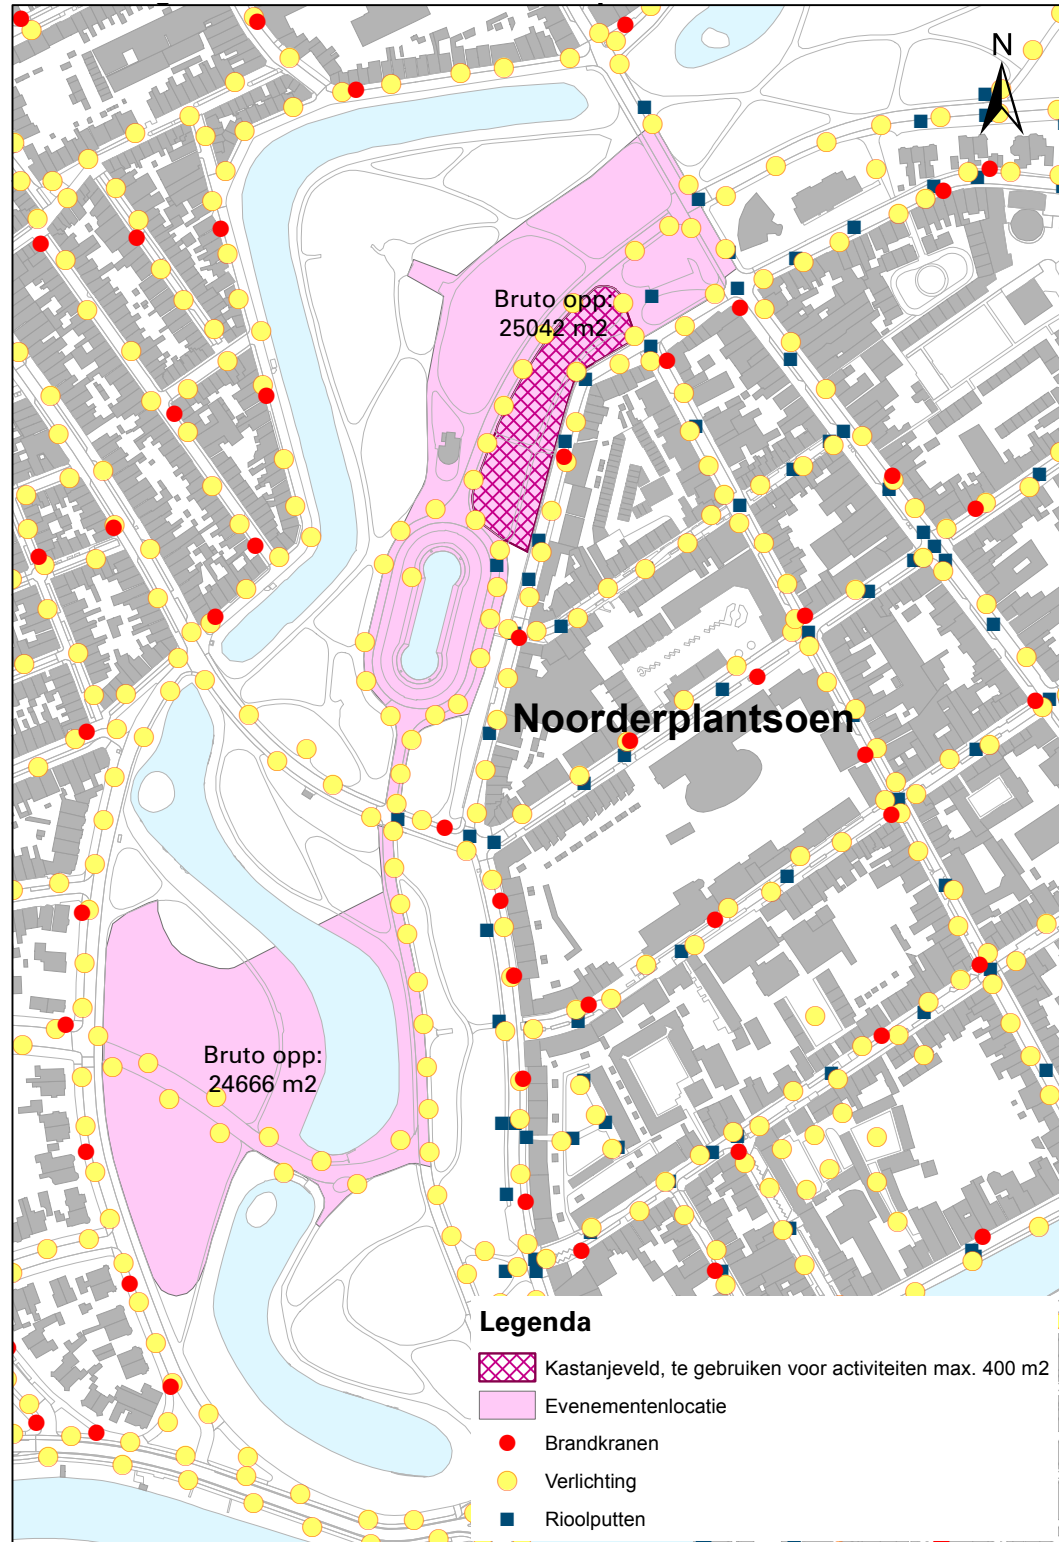 N
Bruto opp:
25042 m2
Noorderplantsoen
Bruto opp:
24666 m2
Legenda
Kastanjeveld, te gebruiken voor activiteiten max. 400 m2
Evenementenlocatie
Brandkranen
Verlichting
Rioolputten